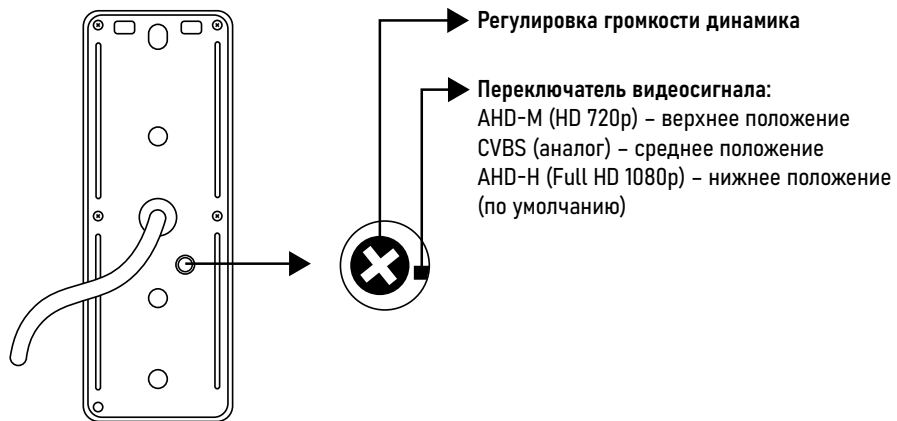 Регулировка громкости динамика
Переключатель видеосигнала:
AHD-M (HD 720p) – верхнее положение
CVBS (аналог) – среднее положение
AHD-H (Full HD 1080p) – нижнее положение
(по умолчанию)